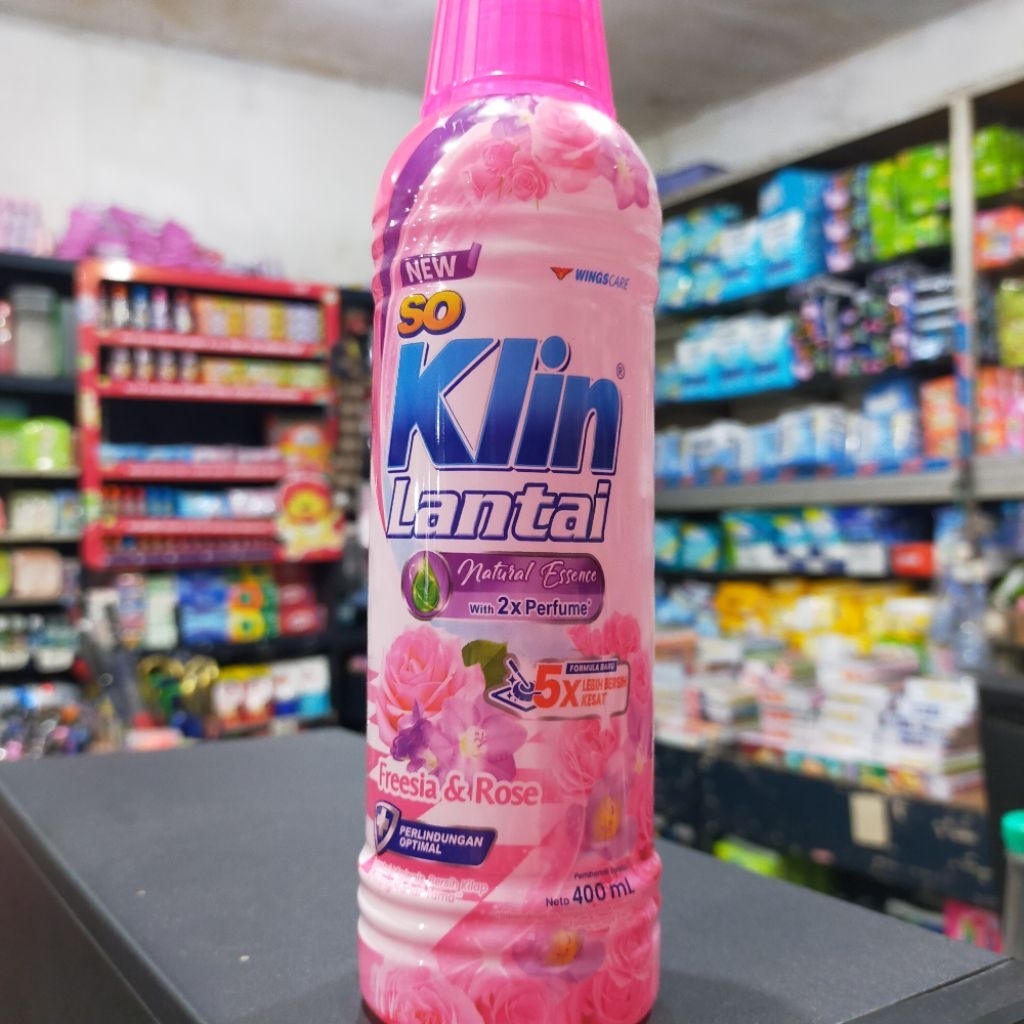 NEW
WINGSCARE
SO
Klin®
Lantai
Natural Essence
With 2x Perfume*
FORMULA BARU
5X LEBIH BERSIH
KESAT
Freesia & Rose
PERLINDUNGAN
OPTIMAL
Neto 400 mL